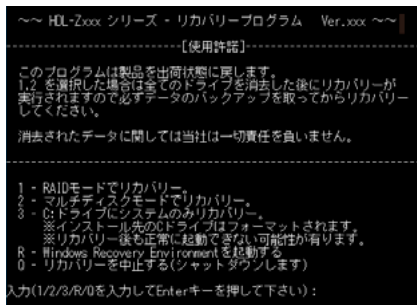 ～～ HDL-Zxxx シリーズ - リカバリープログラム　Ver.xxx ～～
[使用許諾]
このプログラムは製品を出荷状態に戻します。
1,2 を選択した場合は全てのドライブを消去した後にリカバリーが
実行されますので必ずデータのバックアップを取ってからリカバリー
してください。
消去されたデータに関しては当社は一切責任を負いません。
1 - RAIDモードでリカバリー。
2 - マルチディスクモードでリカバリー。
3 - C:ドライブにシステムのみリカバリー。
※インストール先のCドライブはフォーマットされます。
※リカバリー後も正常に起動できない可能性が有ります。
R - Windows Recovery Environmentを起動する
Q - リカバリーを中止する(シャットダウンします)
入力(1/2/3/R/Qを入力してEnterキーを押して下さい) :